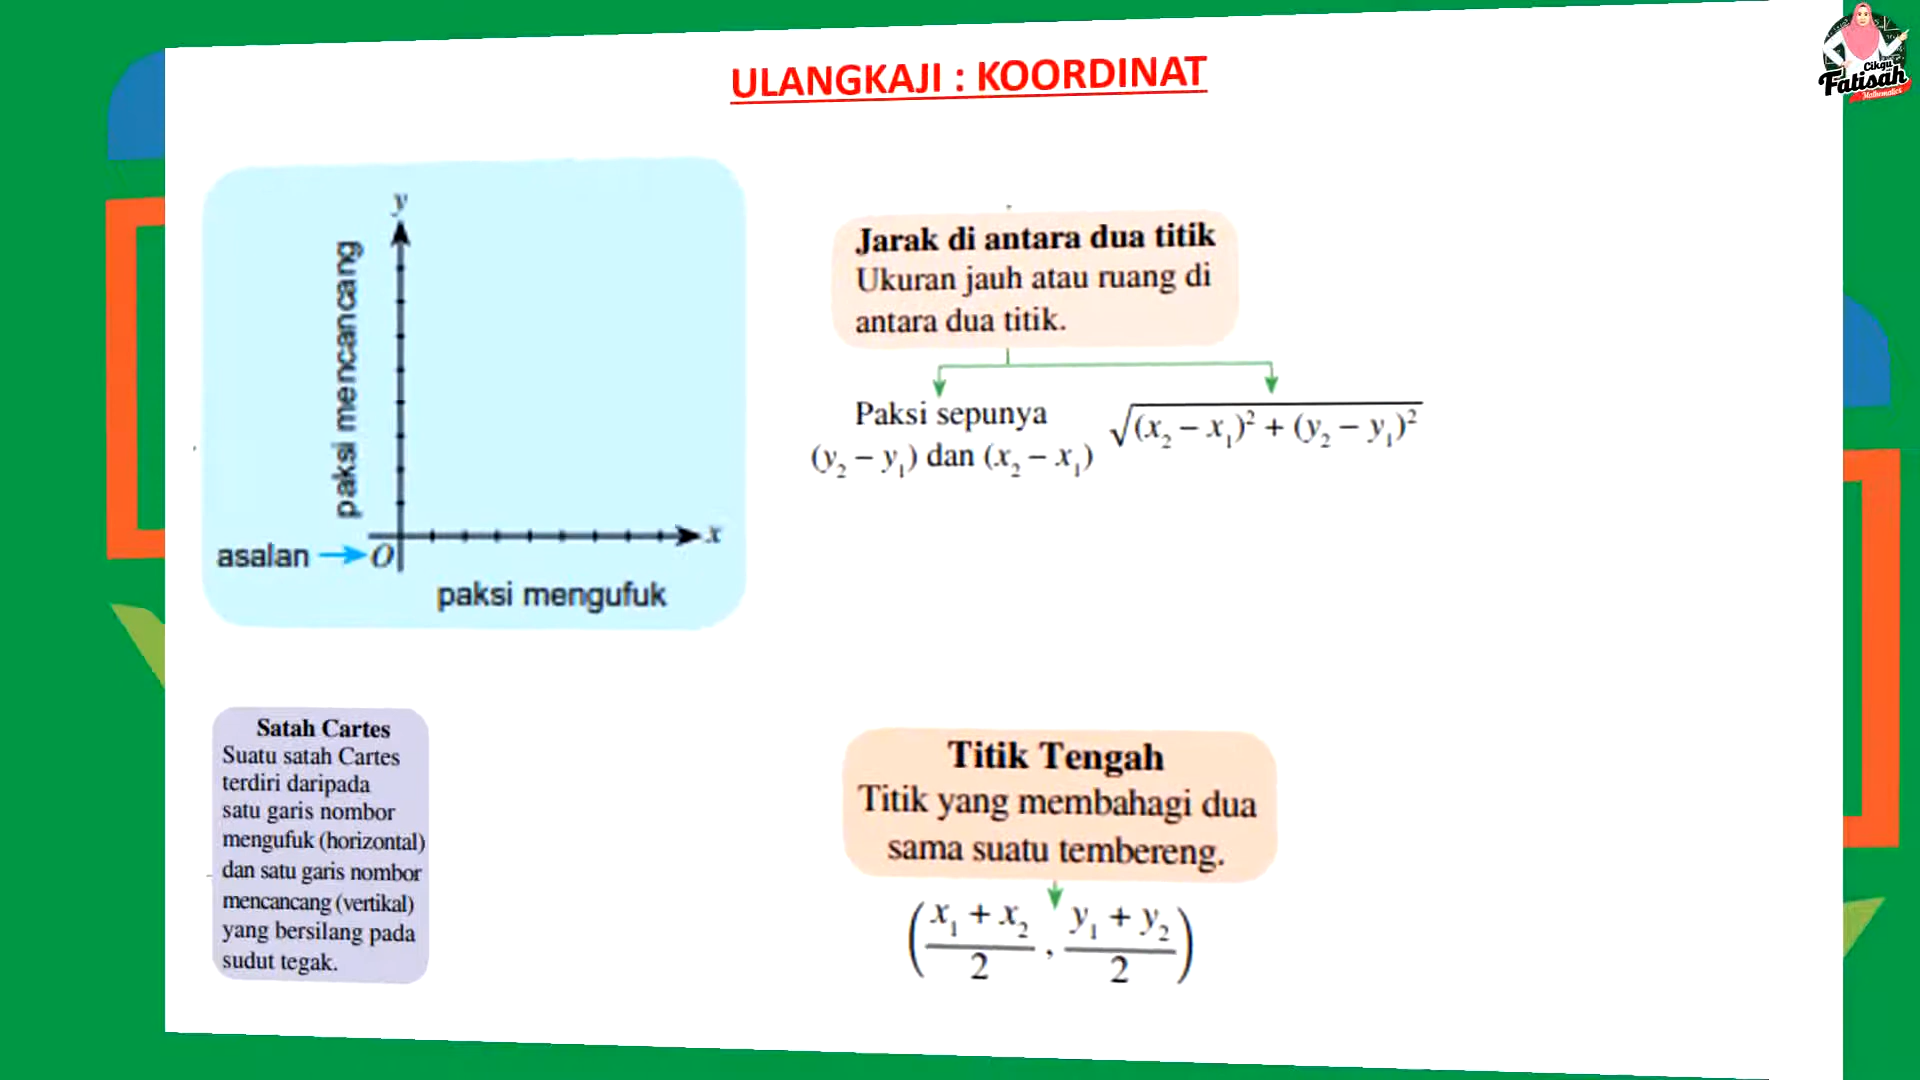 ULANGKAJI : KOORDINAT
Cikgu
Fatisah
Mathematics
y
paksi mencancang
x
asalan
O
paksi mengufuk
Jarak di antara dua titik
Ukuran jauh atau ruang di
antara dua titik.
Paksi sepunya
(y₂ – y₁) dan (x₂ – x₁)
√(x₂ – x₁)² + (y₂ – y₁)²
Satah Cartes
Suatu satah Cartes
terdiri daripada
satu garis nombor
mengufuk (horizontal)
dan satu garis nombor
mencancang (vertikal)
yang bersilang pada
sudut tegak.
Titik Tengah
Titik yang membahagi dua
sama suatu tembereng.
(x₁ + x₂ / 2 , y₁ + y₂ / 2)